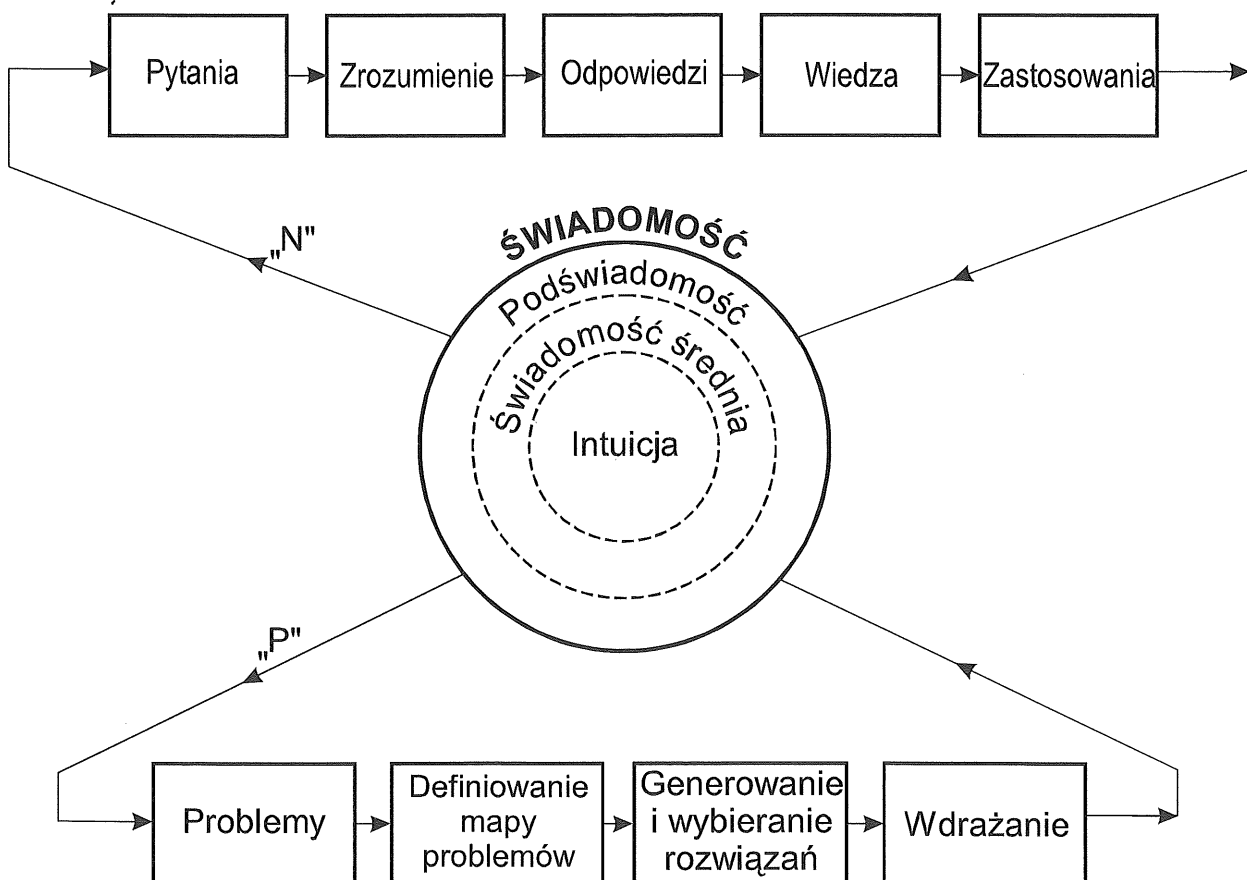 Pytania
Zrozumienie
Odpowiedzi
Wiedza
Zastosowania
„N"
ŚWIADOMOŚĆ
Podświadomość
Świadomość średnia
Intuicja
„P"
Problemy
Definiowanie
mapy
problemów
Generowanie
i wybieranie
rozwiązań
Wdrażanie